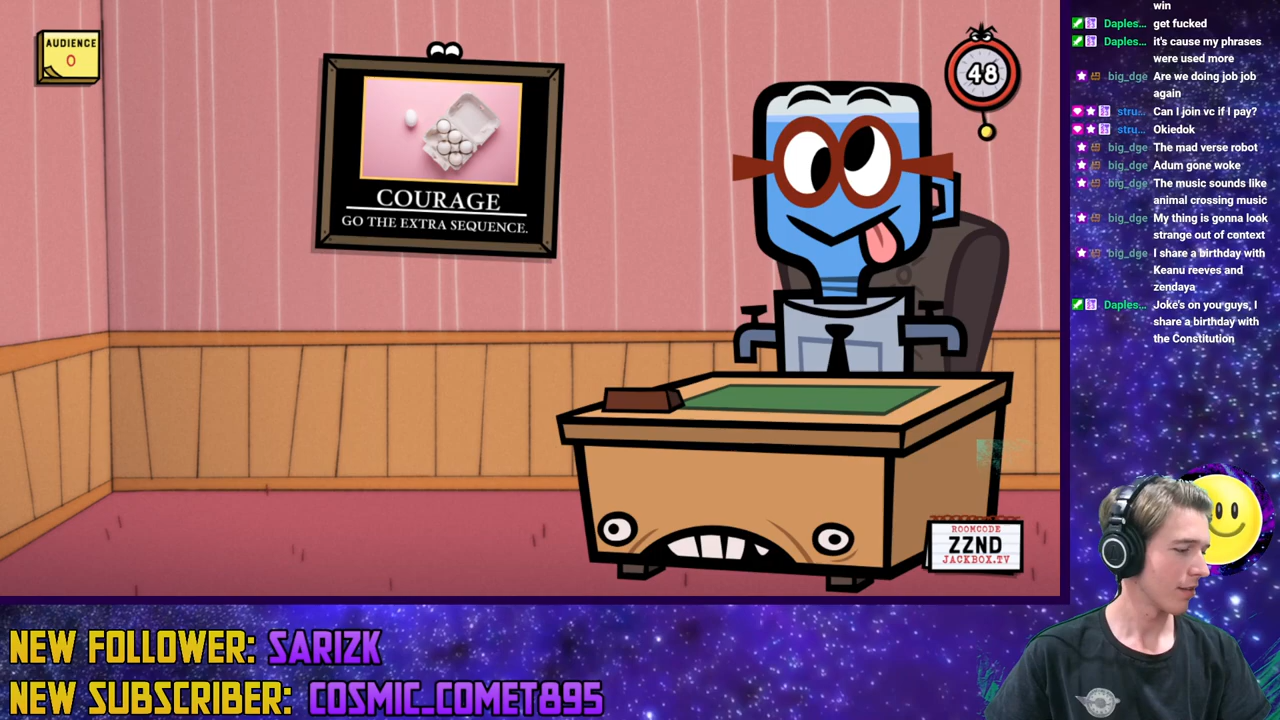 AUDIENCE
0
COURAGE
GO THE EXTRA SEQUENCE.
48
ROOMCODE
ZZND
JACKBOX.TV
win
Daples... get fucked
Daples... it's cause my phrases
were used more
big_dge Are we doing job job
again
stru... Can I join vc if I pay?
stru... Okiedok
big_dge The mad verse robot
big_dge Adum gone woke
big_dge The music sounds like
animal crossing music
big_dge My thing is gonna look
strange out of context
big_dge I share a birthday with
Keanu reeves and
zendaya
Daples... Joke's on you guys, I
share a birthday with
the Constitution
NEW FOLLOWER: SARIZK
NEW SUBSCRIBER: COSMIC_COMET895